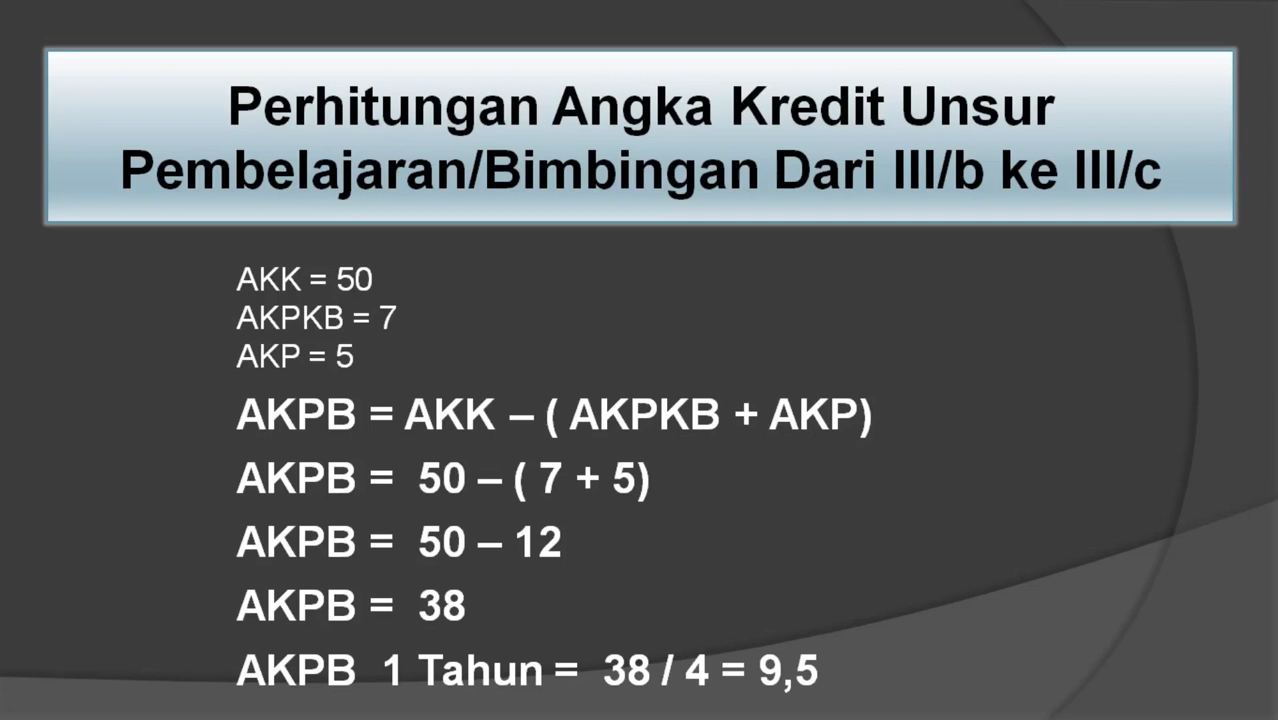 Perhitungan Angka Kredit Unsur
Pembelajaran/Bimbingan Dari III/b ke III/c
AKK = 50
AKPKB = 7
AKP = 5
AKPB = AKK – ( AKPKB + AKP)
AKPB = 50 – ( 7 + 5)
AKPB = 50 – 12
AKPB = 38
AKPB 1 Tahun = 38 / 4 = 9,5